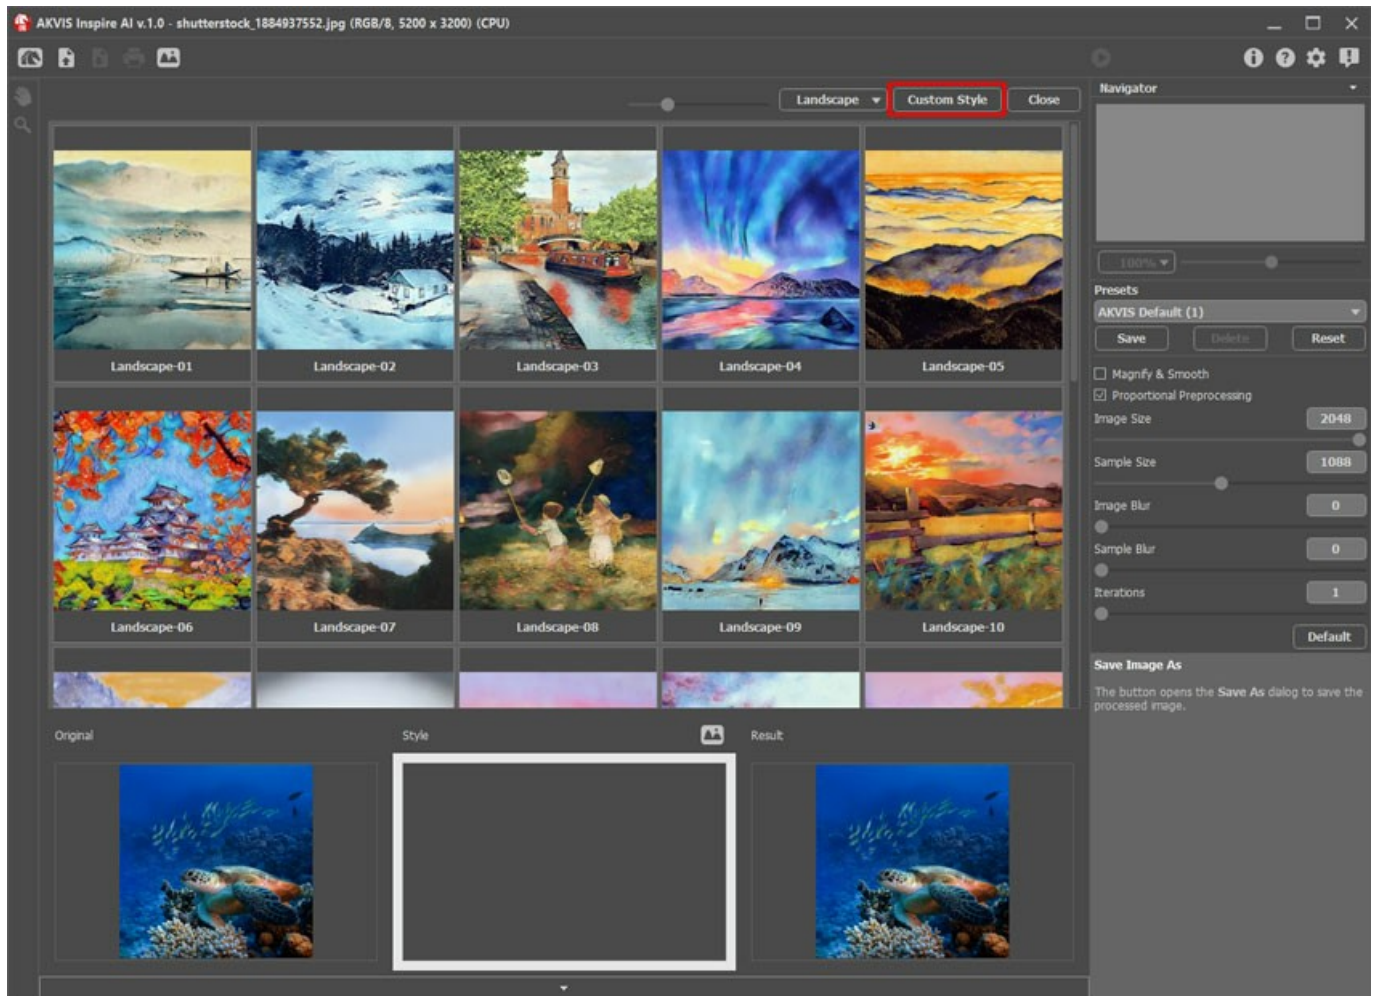 AKVIS Inspire AI v.1.0 - shutterstock_1884937552.jpg (RGB/8, 5200 x 3200) (CPU)
Landscape
Custom Style
Close
Navigator
Landscape-01
Landscape-02
Landscape-03
Landscape-04
Landscape-05
100%
Presets
AKVIS Default (1)
Save
Delete
Reset
Magnify & Smooth
Proportional Preprocessing
Image Size
2048
Sample Size
1088
Image Blur
0
Sample Blur
0
Iterations
1
Default
Landscape-06
Landscape-07
Landscape-08
Landscape-09
Landscape-10
Save Image As
The button opens the Save As dialog to save the
processed image.
Original
Style
Result